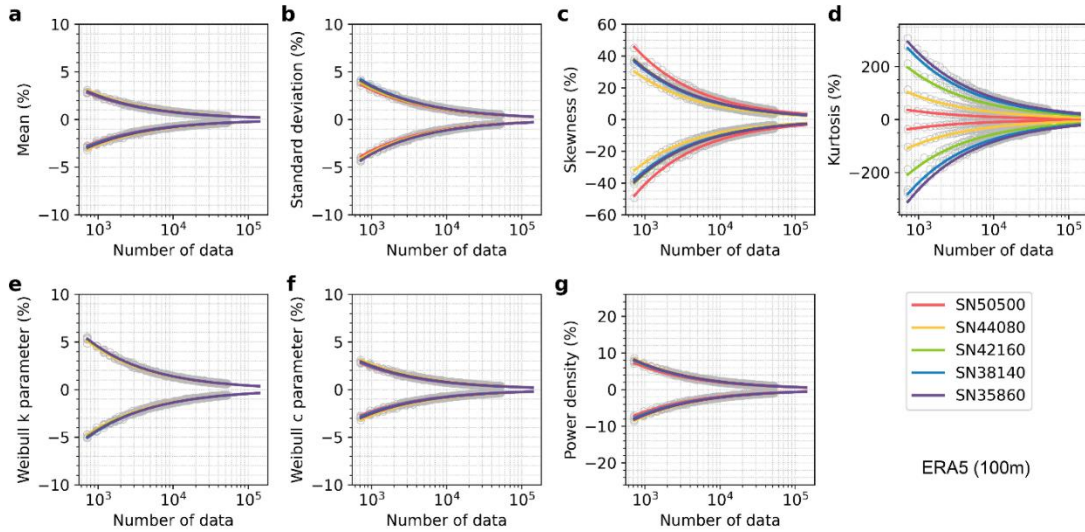 a
Mean (%)
10
5
0
−5
−10
10³ 10⁴ 10⁵
Number of data
b
Standard deviation (%)
10
5
0
−5
−10
10³ 10⁴ 10⁵
Number of data
c
Skewness (%)
60
40
20
0
−20
−40
−60
10³ 10⁴ 10⁵
Number of data
d
Kurtosis (%)
200
0
−200
10³ 10⁴ 10⁵
Number of data
e
Weibull k parameter (%)
10
5
0
−5
−10
10³ 10⁴ 10⁵
Number of data
f
Weibull c parameter (%)
10
5
0
−5
−10
10³ 10⁴ 10⁵
Number of data
g
Power density (%)
20
10
0
−10
−20
10³ 10⁴ 10⁵
Number of data
SN50500
SN44080
SN42160
SN38140
SN35860
ERA5 (100m)